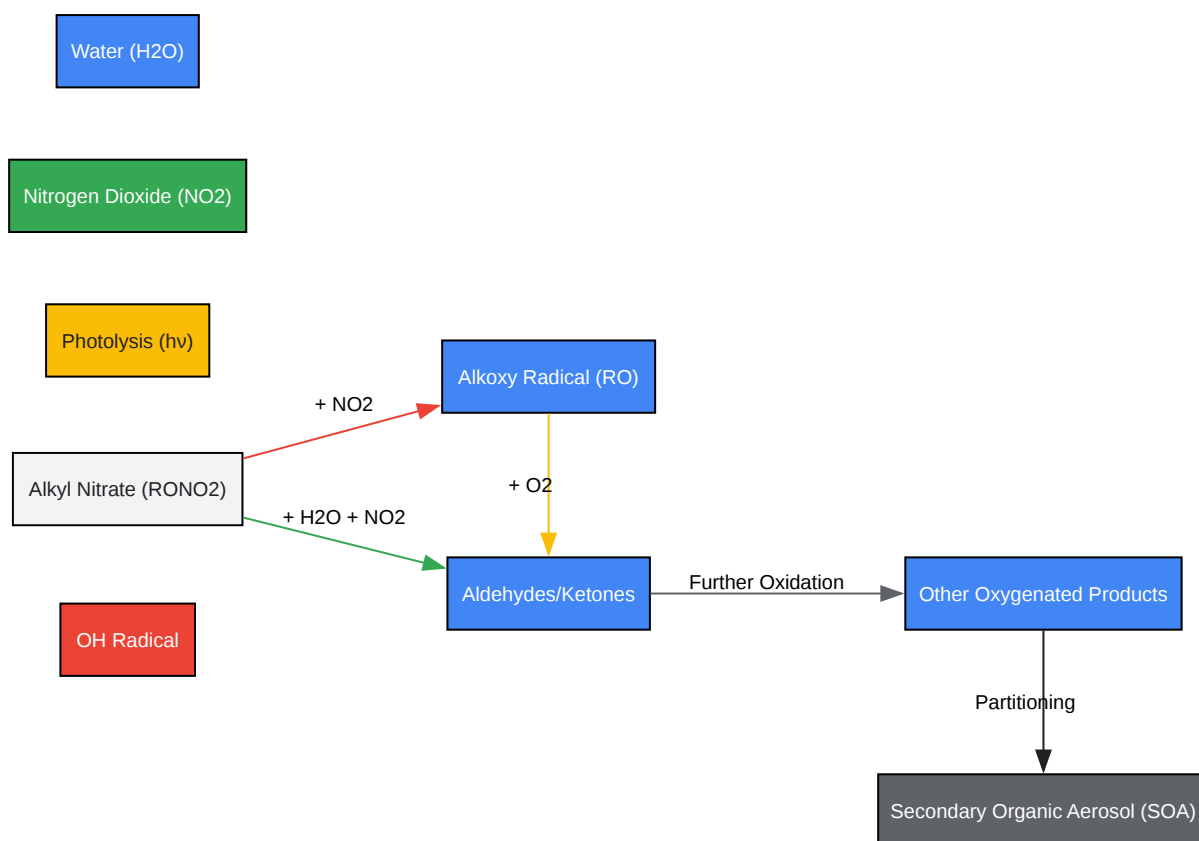 Water (H2O)
Nitrogen Dioxide (NO2)
Photolysis (hν)
Alkoxy Radical (RO)
+ NO2
Alkyl Nitrate (RONO2)
+ O2
+ H2O + NO2
Aldehydes/Ketones
Further Oxidation
Other Oxygenated Products
OH Radical
Partitioning
Secondary Organic Aerosol (SOA)